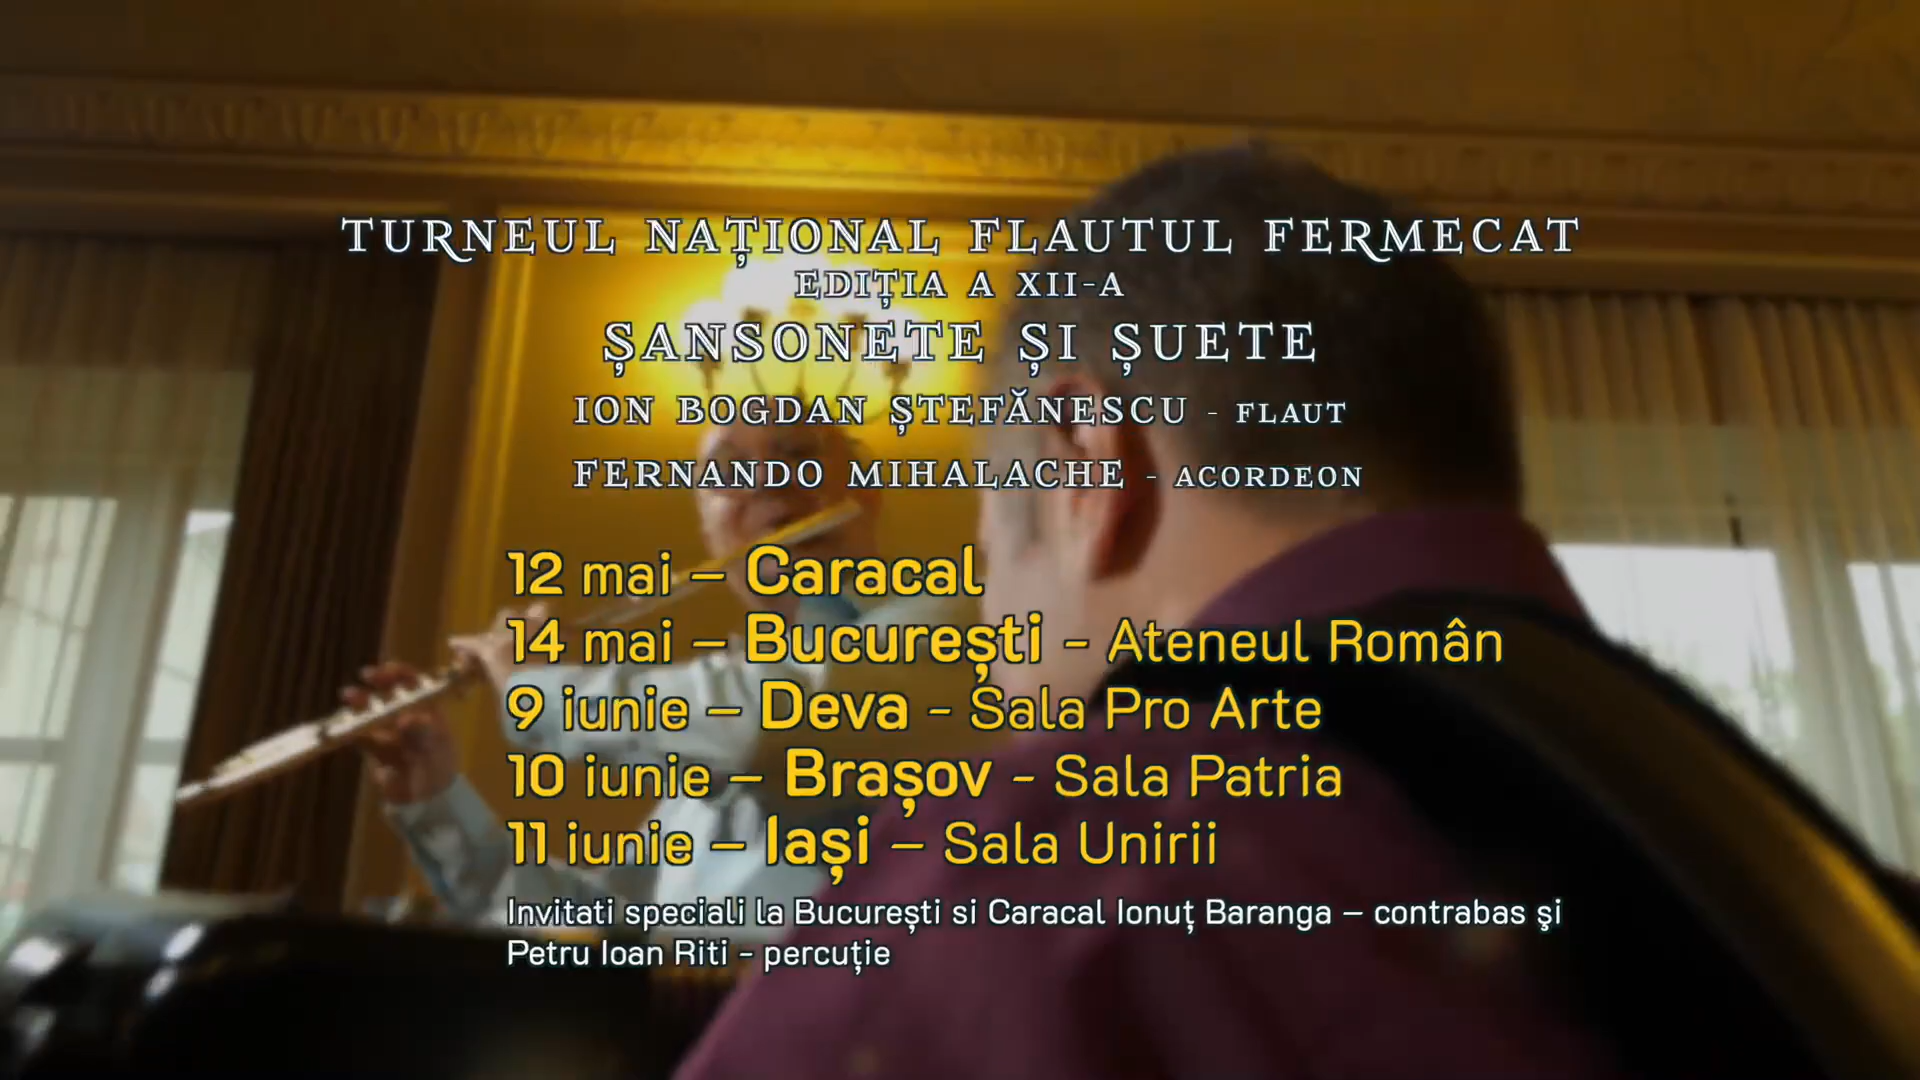 TURNEUL NAȚIONAL FLAUTUL FERMECAT
EDIȚIA A XII-A
ȘANSONETE ȘI ȘUETE
ION BOGDAN ȘTEFĂNESCU - FLAUT
FERNANDO MIHALACHE - ACORDEON
12 mai – Caracal
14 mai – București - Ateneul Român
9 iunie – Deva - Sala Pro Arte
10 iunie – Brașov - Sala Patria
11 iunie – Iași – Sala Unirii
Invitati speciali la București si Caracal Ionuț Baranga – contrabas şi
Petru Ioan Riti - percuție